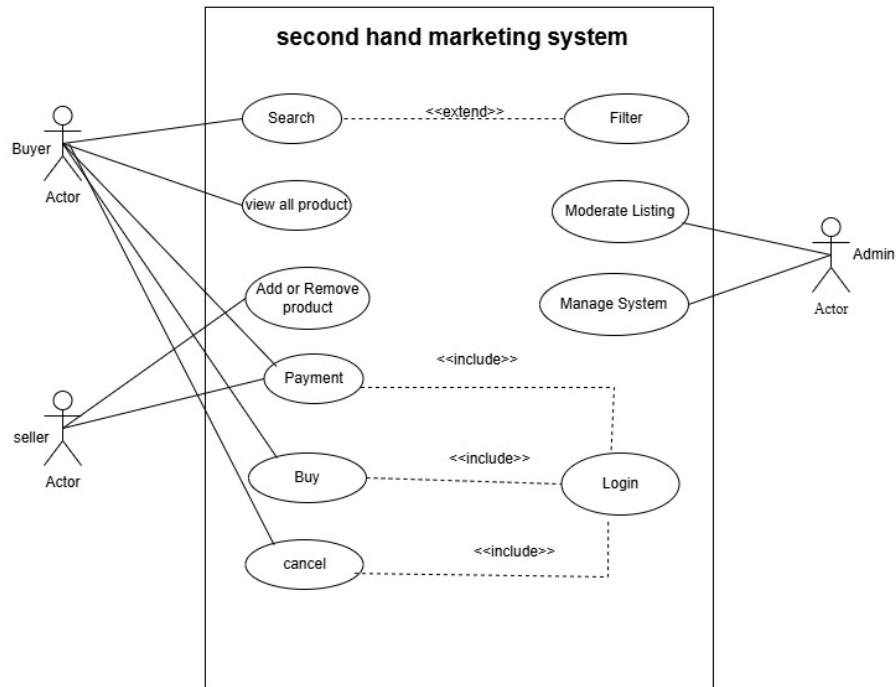 second hand marketing system
Search
<<extend>>
Filter
Buyer
Actor
view all product
Moderate Listing
Admin
Actor
Add or Remove
product
Manage System
<<include>>
Payment
seller
Actor
<<include>>
Buy
Login
<<include>>
cancel